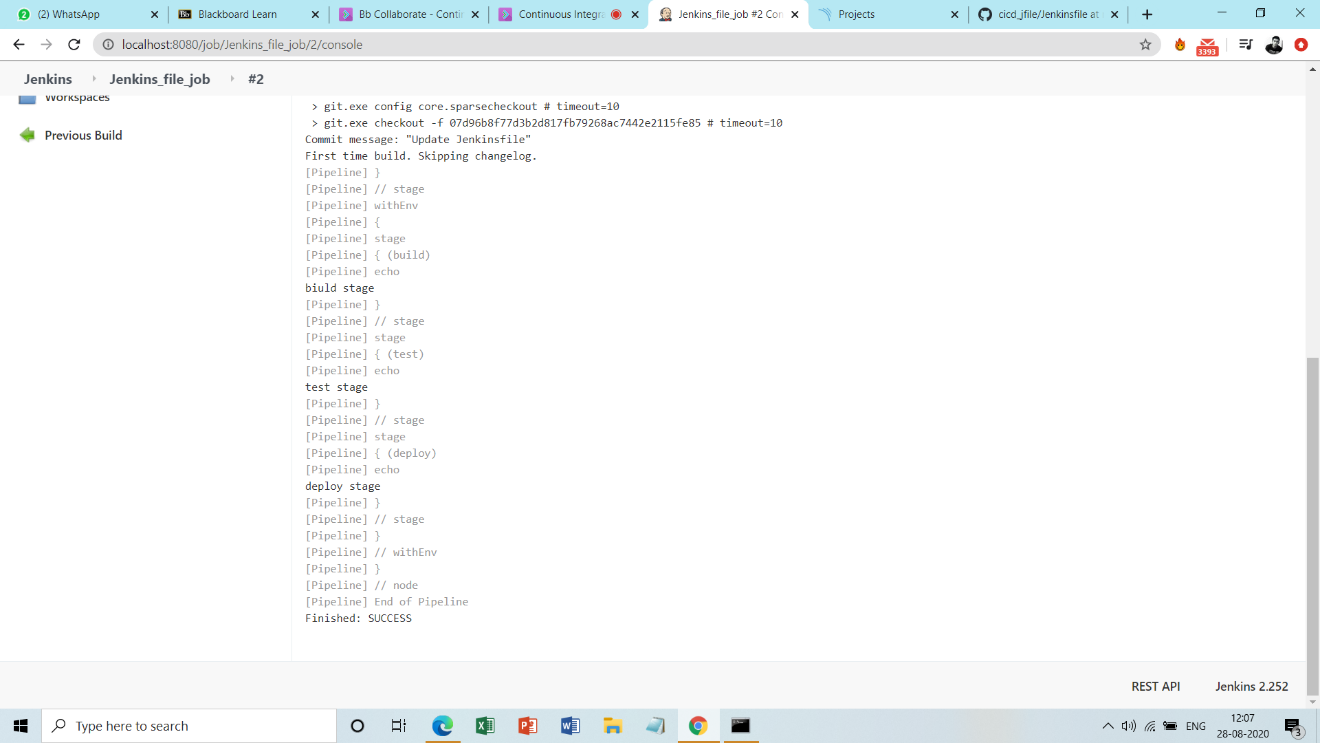 (2) WhatsApp
Bb Blackboard Learn
Bb Collaborate - Conti
Continuous Integra
Jenkins_file_job #2 Con
Projects
cicd_jfile/Jenkinsfile at
localhost:8080/job/Jenkins_file_job/2/console
3393
Jenkins Jenkins_file_job #2
Workspaces
Previous Build
> git.exe config core.sparsecheckout # timeout=10
> git.exe checkout -f 07d96b8f77d3b2d817fb79268ac7442e2115fe85 # timeout=10
Commit message: "Update Jenkinsfile"
First time build. Skipping changelog.
[Pipeline] }
[Pipeline] // stage
[Pipeline] withEnv
[Pipeline] {
[Pipeline] stage
[Pipeline] { (build)
[Pipeline] echo
biuld stage
[Pipeline] }
[Pipeline] // stage
[Pipeline] stage
[Pipeline] { (test)
[Pipeline] echo
test stage
[Pipeline] }
[Pipeline] // stage
[Pipeline] stage
[Pipeline] { (deploy)
[Pipeline] echo
deploy stage
[Pipeline] }
[Pipeline] // stage
[Pipeline] }
[Pipeline] // withEnv
[Pipeline] }
[Pipeline] // node
[Pipeline] End of Pipeline
Finished: SUCCESS
REST API Jenkins 2.252
Type here to search
ENG
12:07
28-08-2020
3